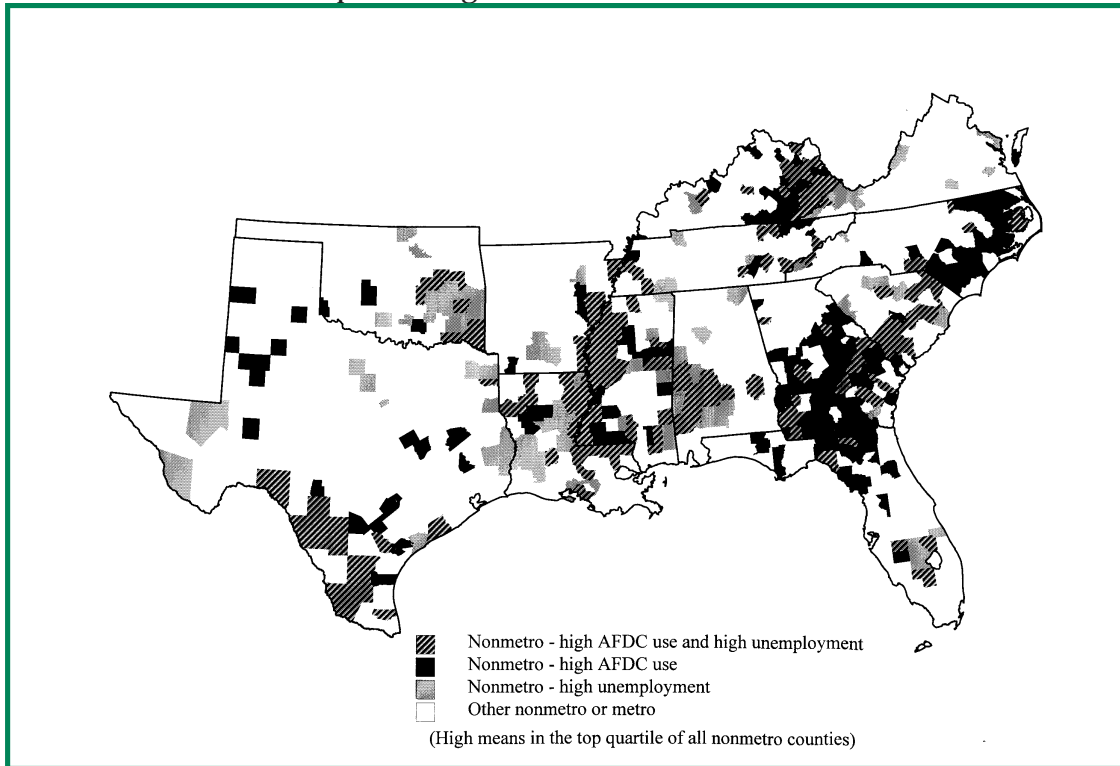 Nonmetro - high AFDC use and high unemployment
Nonmetro - high AFDC use
Nonmetro - high unemployment
Other nonmetro or metro
(High means in the top quartile of all nonmetro counties)